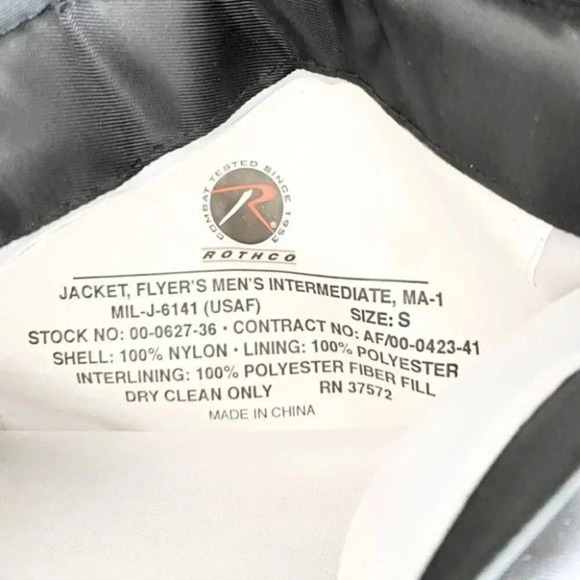 COMBAT TESTED SINCE 1953
R
ROTHCO
JACKET, FLYER'S MEN'S INTERMEDIATE, MA-1
MIL-J-6141 (USAF) SIZE: S
STOCK NO: 00-0627-36 • CONTRACT NO: AF/00-0423-41
SHELL: 100% NYLON • LINING: 100% POLYESTER
INTERLINING: 100% POLYESTER FIBER FILL
DRY CLEAN ONLY RN 37572
MADE IN CHINA